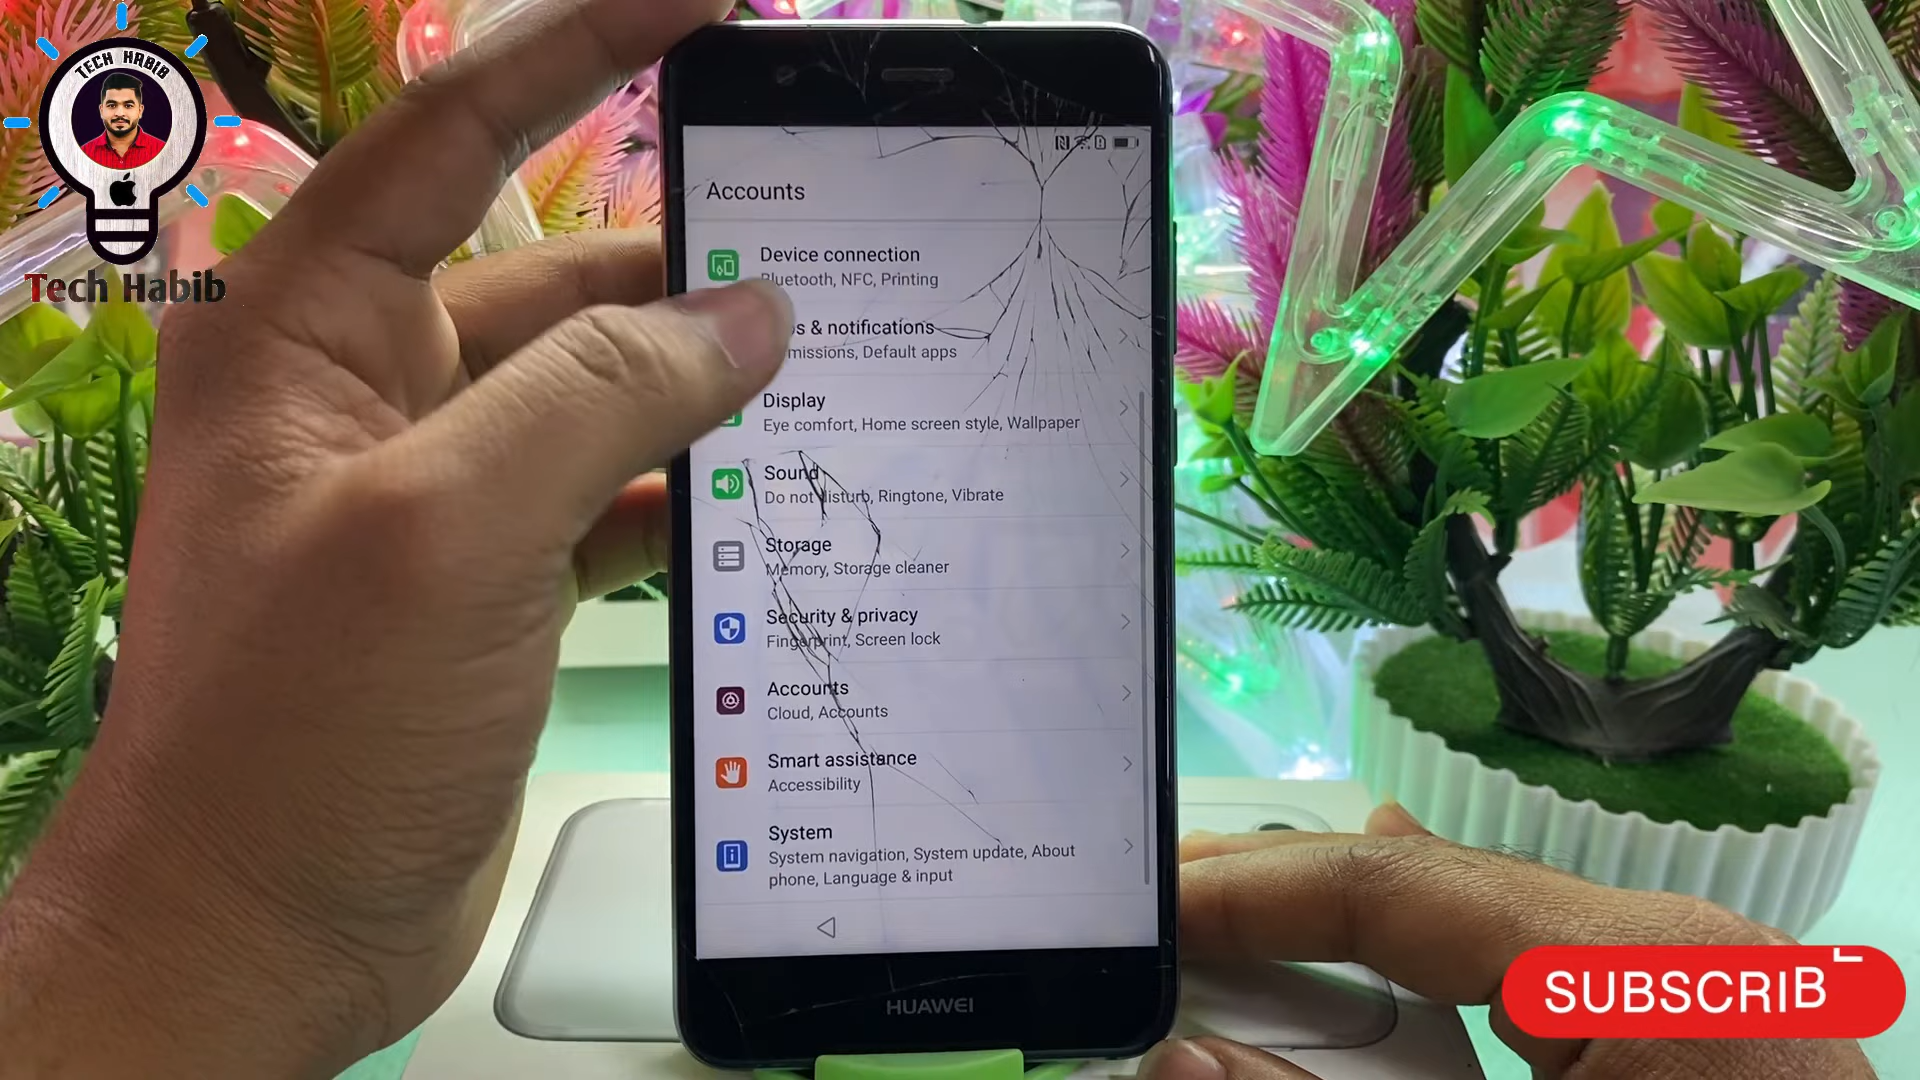 TECH HABIB
Tech Habib
Accounts
Device connection
Bluetooth, NFC, Printing
& notifications
Default apps
Display
Eye comfort, Home screen style, Wallpaper
Sound
Do not disturb, Ringtone, Vibrate
Storage
Memory, Storage cleaner
Security & privacy
Fingerprint, Screen lock
Accounts
Cloud, Accounts
Smart assistance
Accessibility
System
System navigation, System update, About
phone, Language & input
HUAWEI
SUBSCRIB